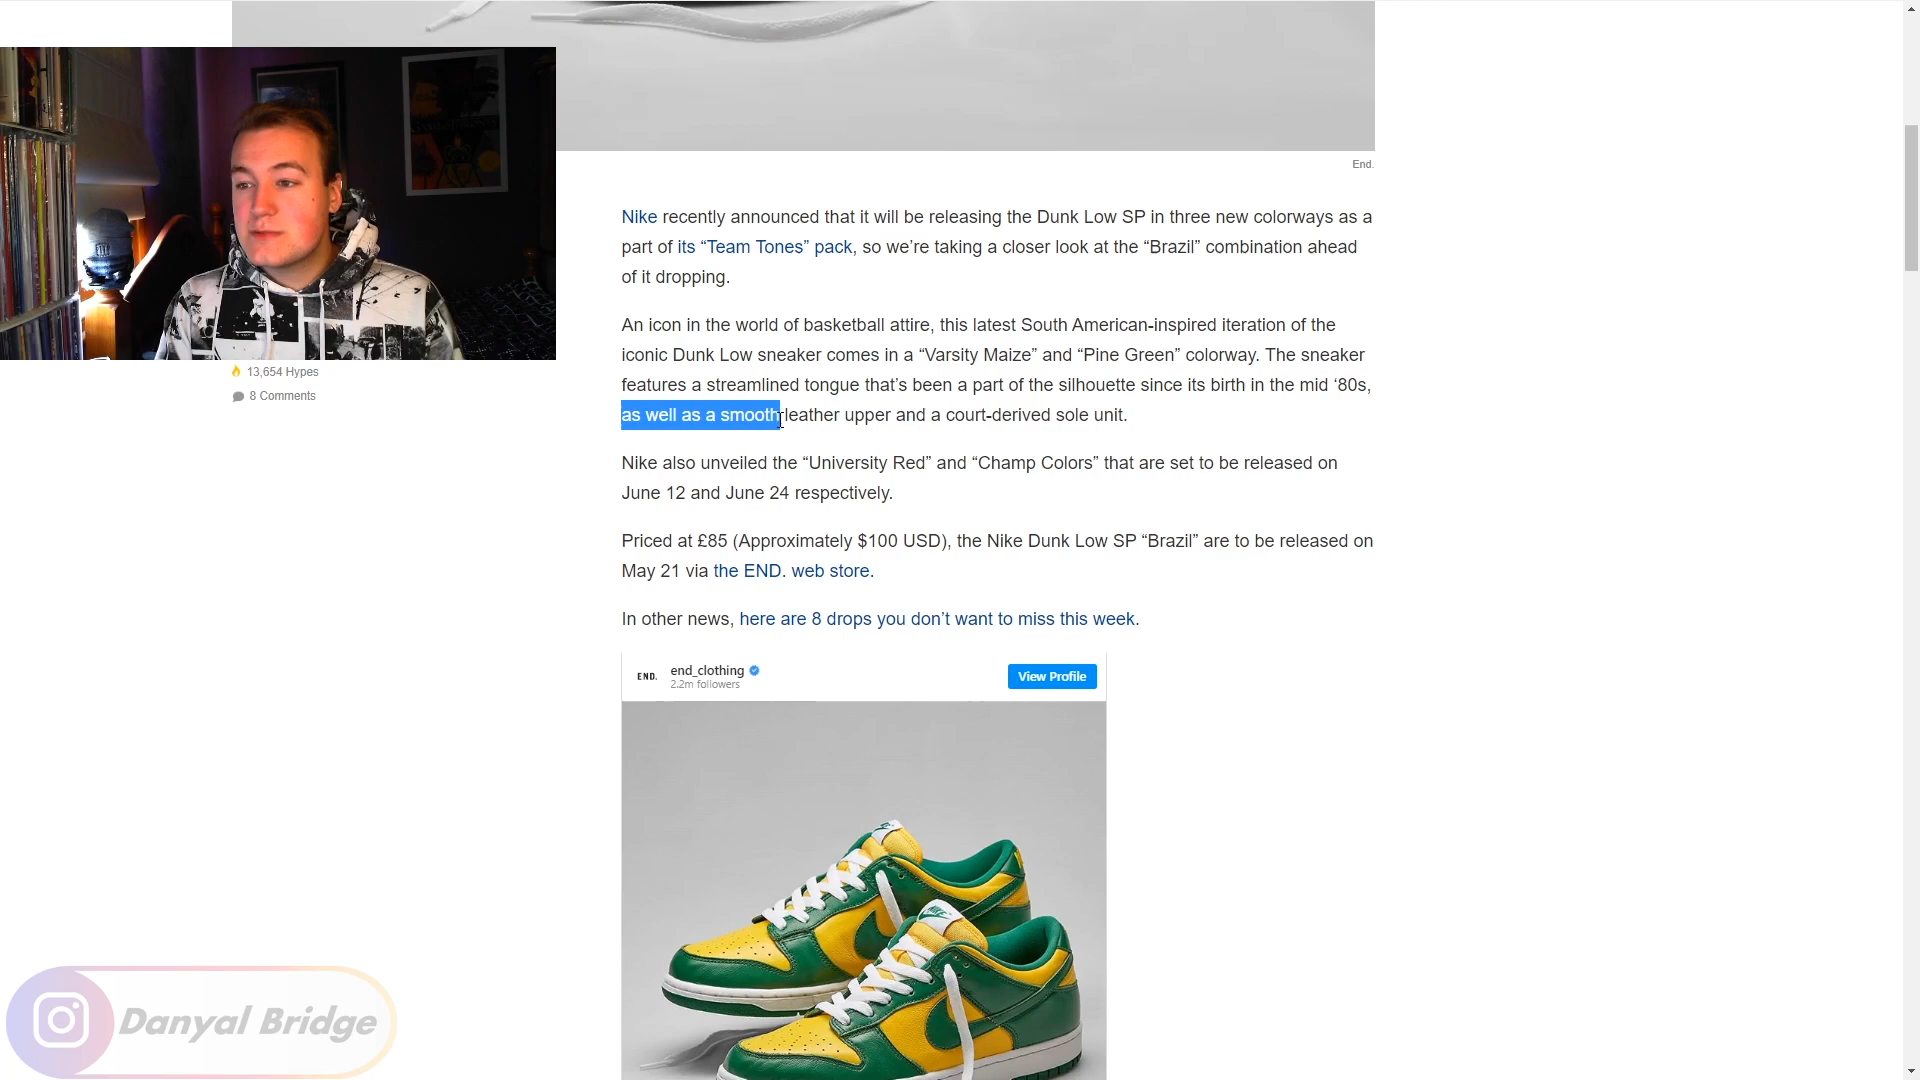 End.
Nike recently announced that it will be releasing the Dunk Low SP in three new colorways as a
part of its “Team Tones” pack, so we’re taking a closer look at the “Brazil” combination ahead
of it dropping.
An icon in the world of basketball attire, this latest South American-inspired iteration of the
iconic Dunk Low sneaker comes in a “Varsity Maize” and “Pine Green” colorway. The sneaker
features a streamlined tongue that’s been a part of the silhouette since its birth in the mid ‘80s,
as well as a smooth leather upper and a court-derived sole unit.
13,654 Hypes
8 Comments
Nike also unveiled the “University Red” and “Champ Colors” that are set to be released on
June 12 and June 24 respectively.
Priced at £85 (Approximately $100 USD), the Nike Dunk Low SP “Brazil” are to be released on
May 21 via the END. web store.
In other news, here are 8 drops you don’t want to miss this week.
END.
end_clothing
2.2m followers
View Profile
Danyal Bridge